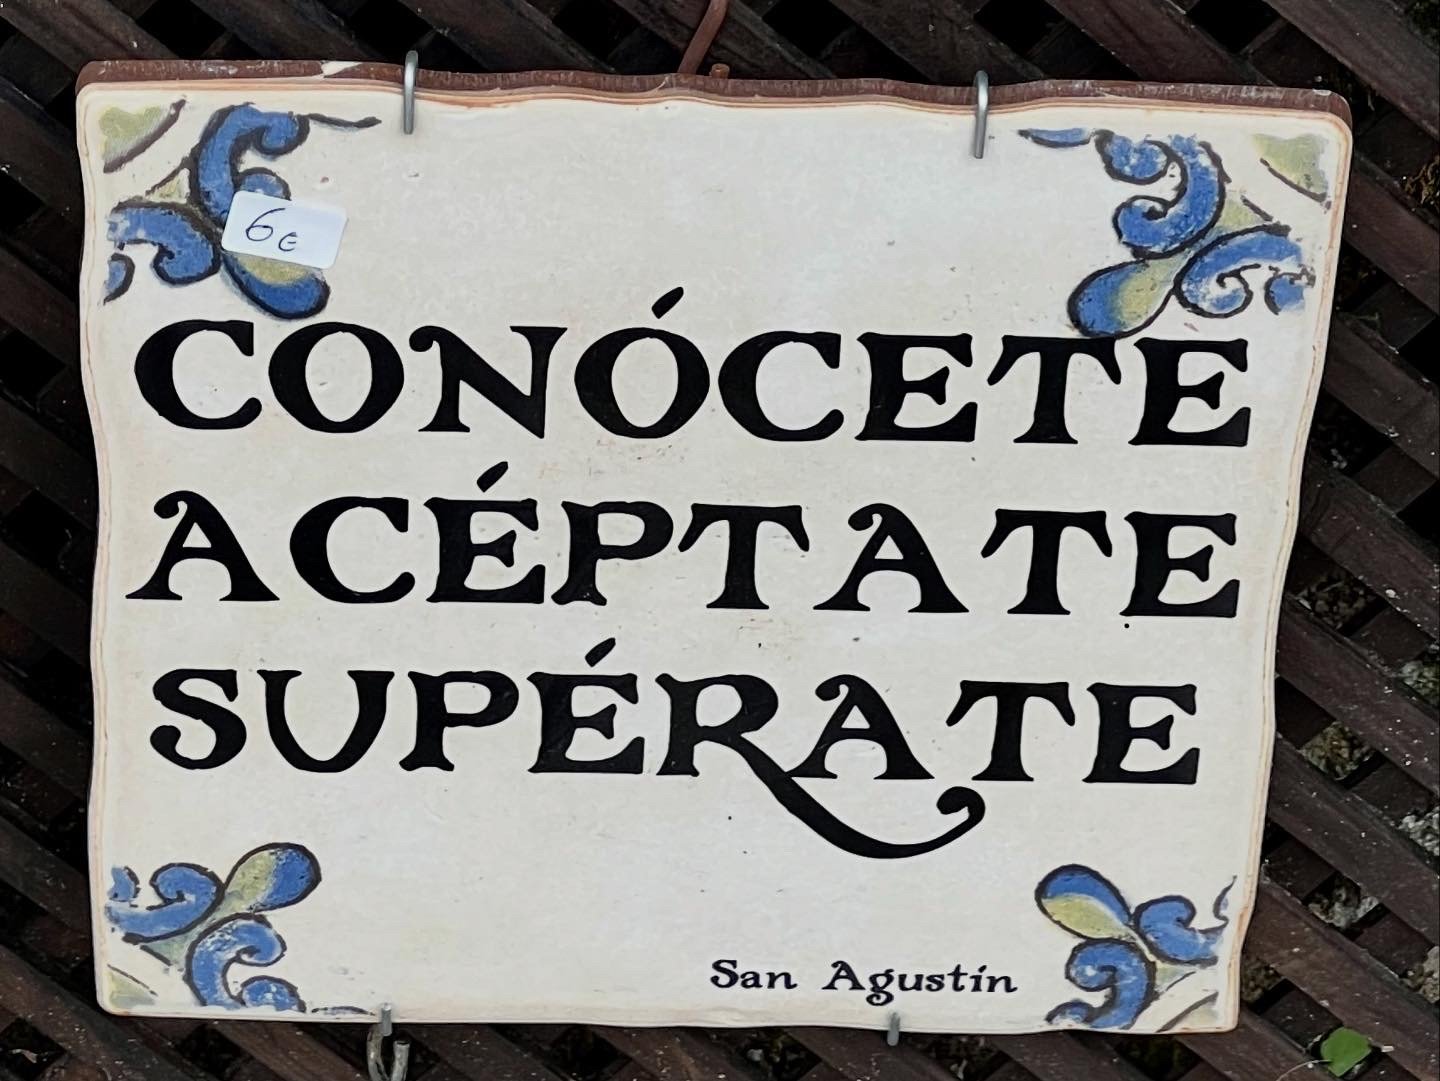 6€
CONÓCETE
ACÉPTATE
SUPÉRATE
San Agustín